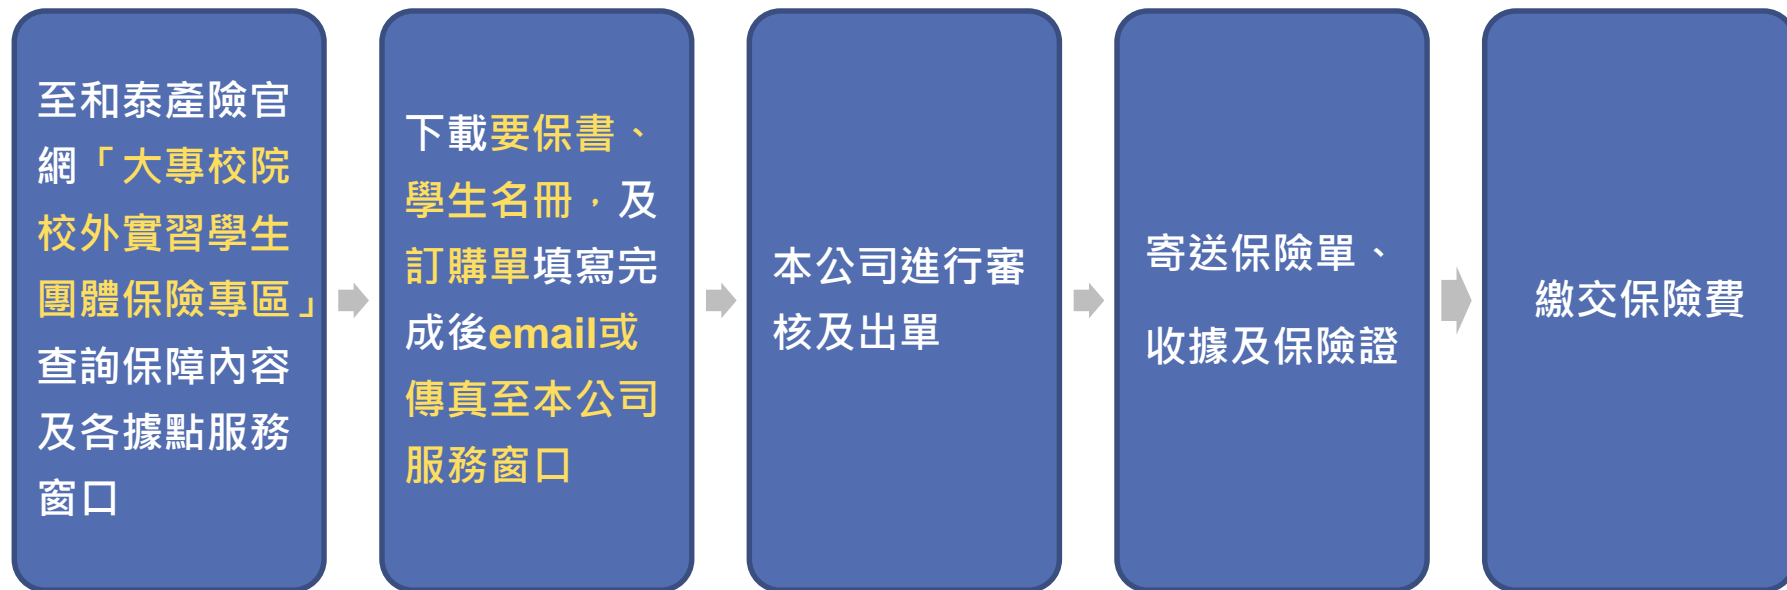 至和泰產險官
網「大專校院
校外實習學生
團體保險專區」
查詢保障內容
及各據點服務
窗口
下載要保書、
學生名冊，及
訂購單填寫完
成後email或
傳真至本公司
服務窗口
本公司進行審
核及出單
寄送保險單、
收據及保險證
繳交保險費